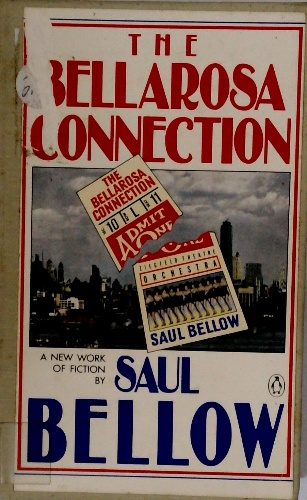 THE
BELLAROSA
CONNECTION
THE
BELLAROSA
CONNECTION
ADMIT
ONE
ZIEGFELD THEATRE
ORCHESTRA
SAUL BELLOW
A NEW WORK
OF FICTION
BY
SAUL
BELLOW